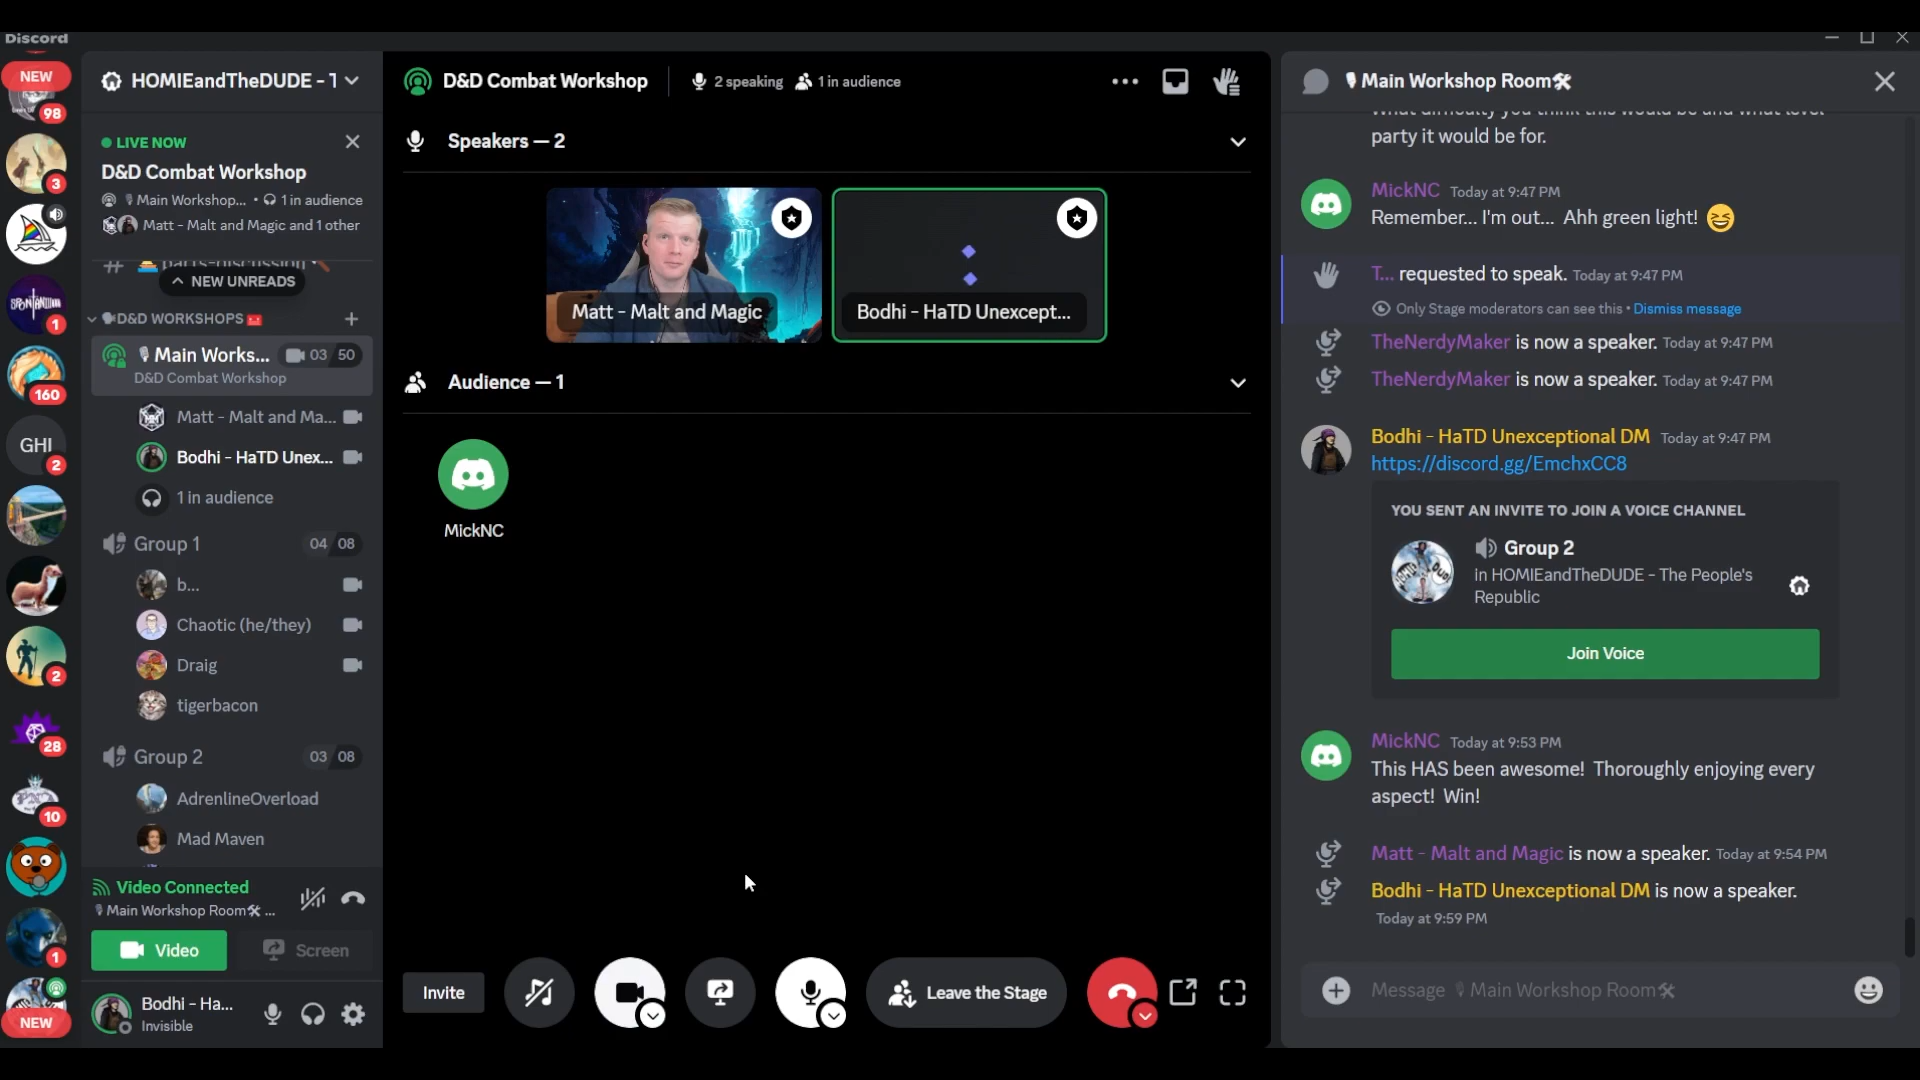 Discord
NEW
98
3
SPONTANIUM
1
160
GHI
2
2
28
10
1
NEW
HOMIEandTheDUDE - T
LIVE NOW
D&D Combat Workshop
Main Workshop... • 1 in audience
Matt - Malt and Magic and 1 other
NEW UNREADS
D&D WORKSHOPS
Main Works... 03 50
D&D Combat Workshop
Matt - Malt and Ma...
Bodhi - HaTD Unex...
1 in audience
Group 1 04 08
b...
Chaotic (he/they)
Draig
tigerbacon
Group 2 03 08
AdrenlineOverload
Mad Maven
Video Connected
Main Workshop Room ...
Video
Screen
Bodhi - Ha...
Invisible
D&D Combat Workshop
2 speaking 1 in audience
Speakers — 2
Matt - Malt and Magic
Bodhi - HaTD Unexcept...
Audience — 1
MickNC
Invite
Leave the Stage
Main Workshop Room
What difficulty you think this would be and what level
party it would be for.
MickNC Today at 9:47 PM
Remember... I'm out... Ahh green light! 😆
T... requested to speak. Today at 9:47 PM
Only Stage moderators can see this • Dismiss message
TheNerdyMaker is now a speaker. Today at 9:47 PM
TheNerdyMaker is now a speaker. Today at 9:47 PM
Bodhi - HaTD Unexceptional DM Today at 9:47 PM
https://discord.gg/EmchxCC8
YOU SENT AN INVITE TO JOIN A VOICE CHANNEL
Group 2
in HOMIEandTheDUDE - The People's
Republic
Join Voice
MickNC Today at 9:53 PM
This HAS been awesome! Thoroughly enjoying every
aspect! Win!
Matt - Malt and Magic is now a speaker. Today at 9:54 PM
Bodhi - HaTD Unexceptional DM is now a speaker.
Today at 9:59 PM
Message Main Workshop Room